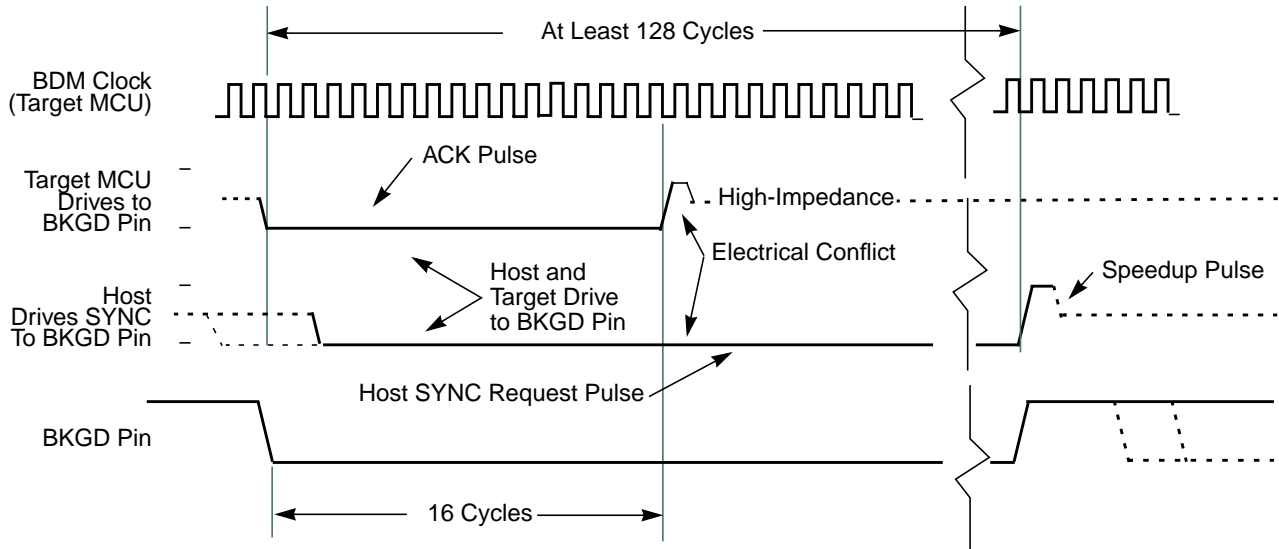 At Least 128 Cycles
BDM Clock
(Target MCU)
ACK Pulse
Target MCU
Drives to
BKGD Pin
High-Impedance
Electrical Conflict
Host and
Target Drive
to BKGD Pin
Speedup Pulse
Host
Drives SYNC
To BKGD Pin
Host SYNC Request Pulse
BKGD Pin
16 Cycles